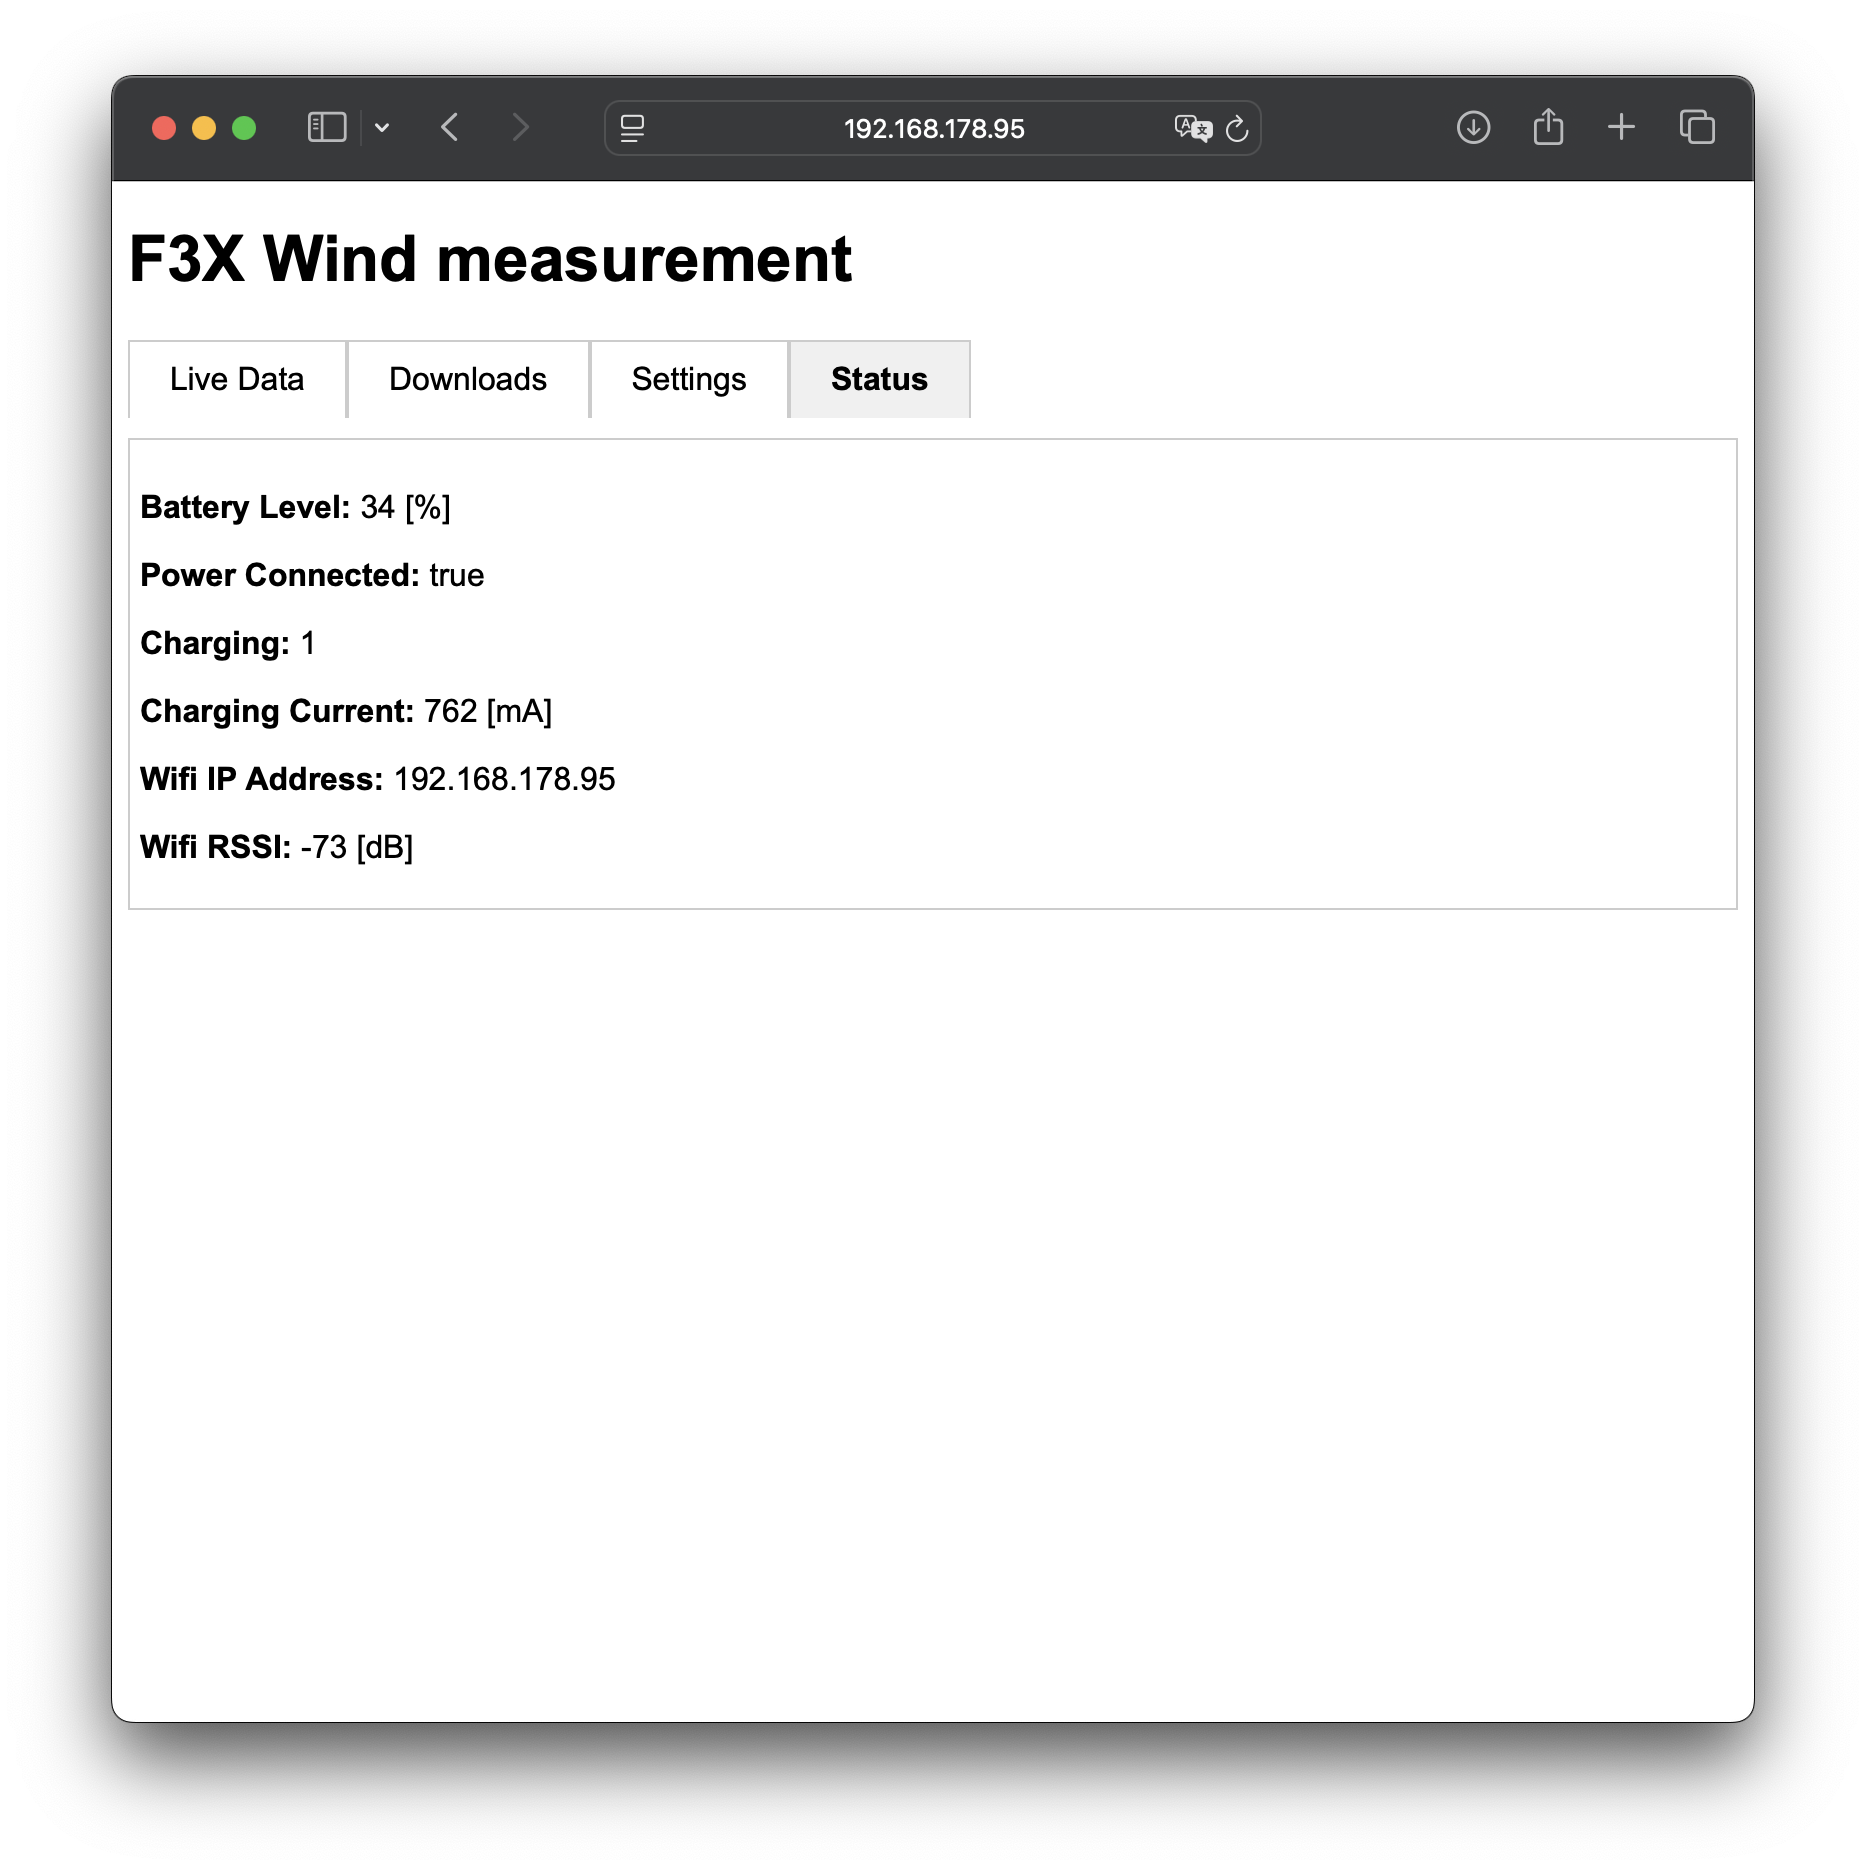 192.168.178.95
F3X Wind measurement
Live Data
Downloads
Settings
Status
Battery Level: 34 [%]
Power Connected: true
Charging: 1
Charging Current: 762 [mA]
Wifi IP Address: 192.168.178.95
Wifi RSSI: -73 [dB]